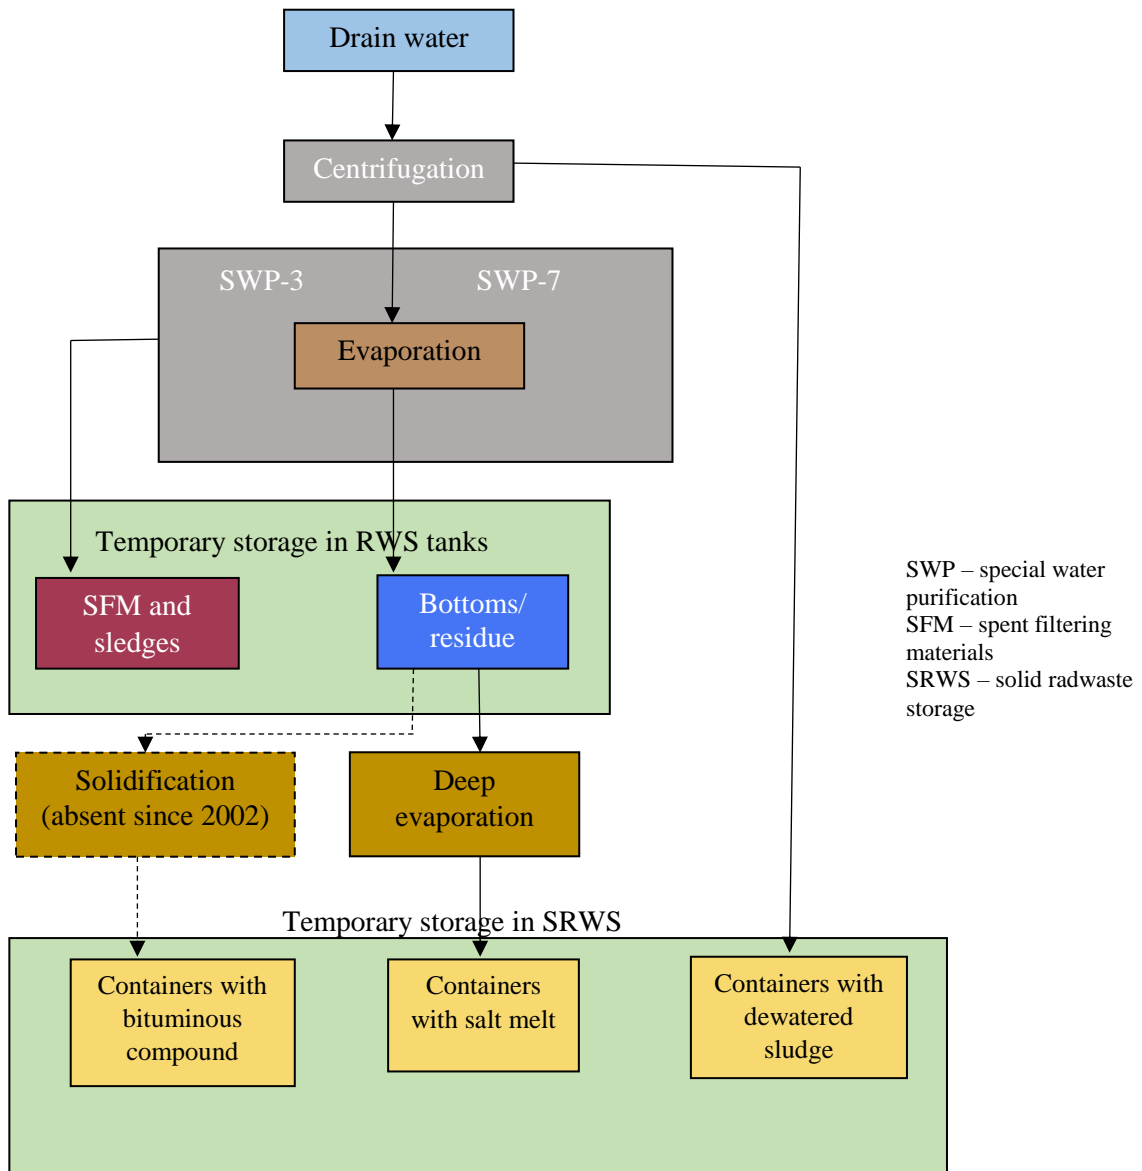 Drain water
Centrifugation
SWP-3
SWP-7
Evaporation
Temporary storage in RWS tanks
SFM and
sledges
Bottoms/
residue
SWP – special water
purification
SFM – spent filtering
materials
SRWS – solid radwaste
storage
Solidification
(absent since 2002)
Deep
evaporation
Temporary storage in SRWS
Containers with
bituminous
compound
Containers
with salt melt
Containers with
dewatered
sludge